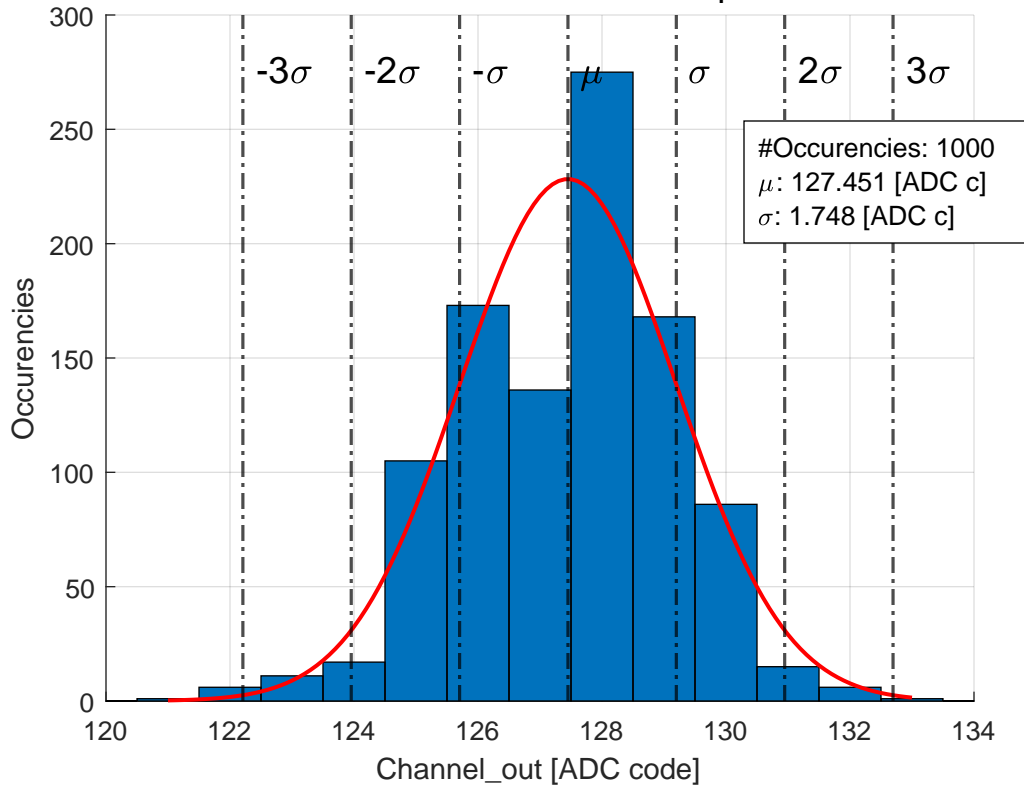 300
250
200
150
100
50
0
Occurencies
-3σ
-2σ
-σ
μ
σ
2σ
3σ
#Occurencies: 1000
μ: 127.451 [ADC c]
σ: 1.748 [ADC c]
120
122
124
126
128
130
132
134
Channel_out [ADC code]